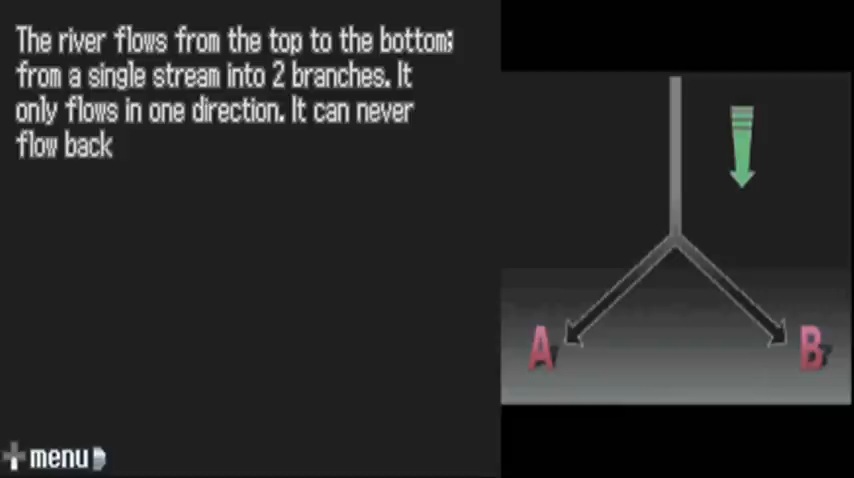 The river flows from the top to the bottom;
from a single stream into 2 branches. It
only flows in one direction. It can never
flow back
A
B
menu